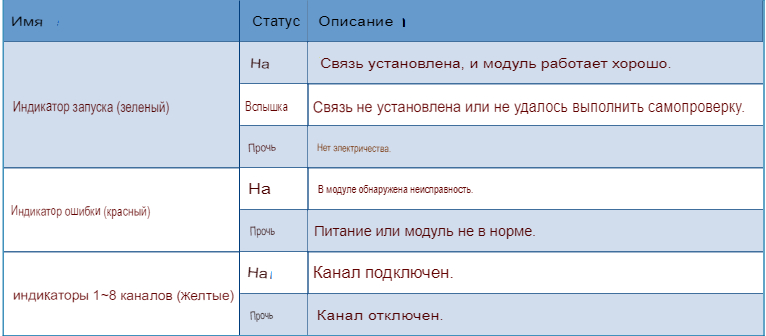 Имя Статус Описание
На Связь установлена, и модуль работает хорошо.
Индикатор запуска (зеленый) Вспышка Связь не установлена или не удалось выполнить самопроверку.
Прочь Нет электричества.
На В модуле обнаружена неисправность.
Индикатор ошибки (красный)
Прочь Питание или модуль не в норме.
На Канал подключен.
индикаторы 1~8 каналов (Желтые)
Прочь Канал отключен.